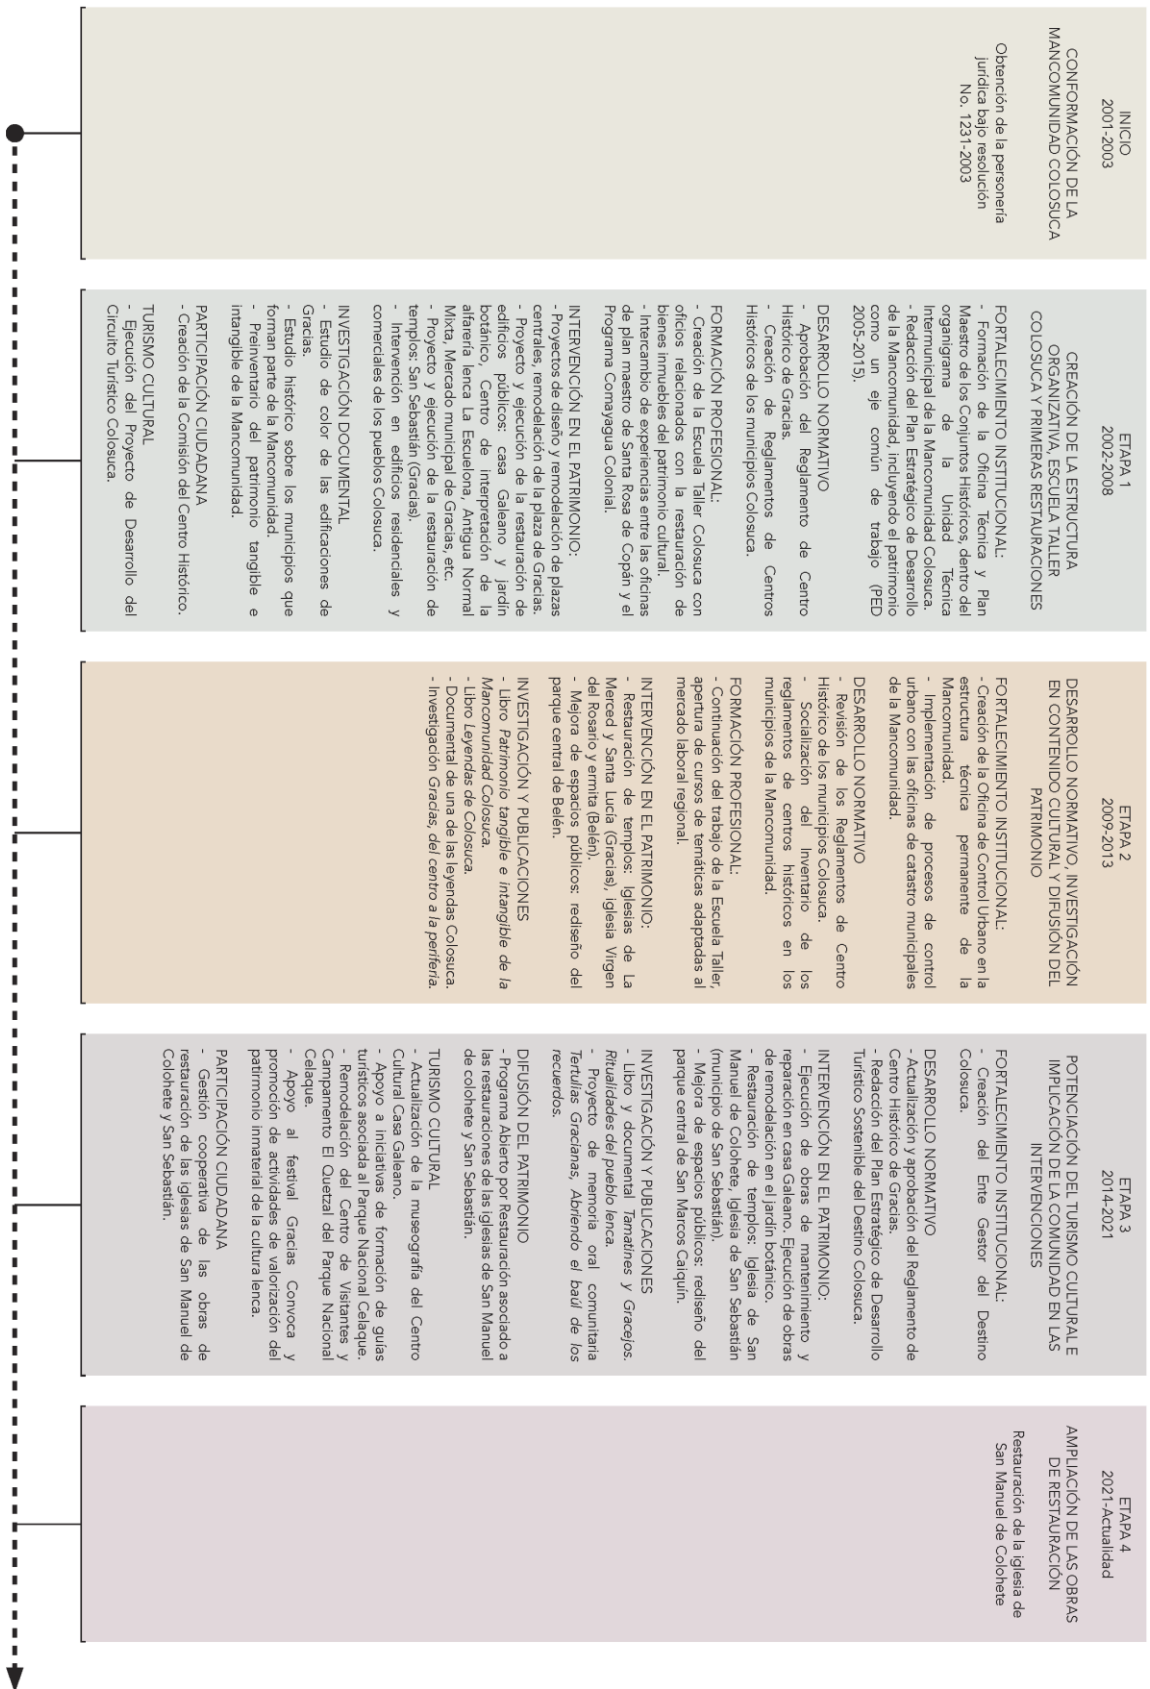 INICIO
2001-2003
CONFORMACIÓN DE LA
MANCOMUNIDAD COLOSUCA
Obtención de la personería
jurídica bajo resolución
No. 1231-2003
ETAPA 1
2002-2008
CREACIÓN DE LA ESTRUCTURA
ORGANIZATIVA, ESCUELA TALLER
COLOSUCA Y PRIMERAS RESTAURACIONES
FORTALECIMIENTO INSTITUCIONAL:
- Formación de la Oficina Técnica y Plan
Maestro de los Conjuntos Históricos, dentro del
organigrama de la Unidad Técnica
Intermunicipal de la Mancomunidad Colosuca.
- Redacción del Plan Estratégico de Desarrollo
de la Mancomunidad, incluyendo el patrimonio
como un eje común de trabajo (PED
2005-2015).
DESARROLLO NORMATIVO
- Aprobación del Reglamento de Centro
Histórico de Gracias.
- Creación de Reglamentos de Centros
Históricos de los municipios Colosuca.
FORMACIÓN PROFESIONAL:
- Creación de la Escuela Taller Colosuca con
oficios relacionados con la restauración de
bienes inmuebles del patrimonio cultural.
- Intercambio de experiencias entre las oficinas
de plan maestro de Santa Rosa de Copán y el
Programa Comayagua Colonial.
INTERVENCIÓN EN EL PATRIMONIO:
- Proyectos de diseño y remodelación de plazas
centrales, remodelación de la plaza de Gracias.
- Proyecto y ejecución de la restauración de
edificios públicos: casa Galeano y jardín
botánico, Centro de interpretación de la
alfarería lenca La Escuelona, Antigua Normal
Mixta, Mercado municipal de Gracias, etc.
- Proyecto y ejecución de la restauración de
templos: San Sebastián (Gracias).
- Intervención en edificios residenciales y
comerciales de los pueblos Colosuca.
INVESTIGACIÓN DOCUMENTAL
- Estudio de color de las edificaciones de
Gracias.
- Estudio histórico sobre los municipios que
forman parte de la Mancomunidad.
- Preinventario del patrimonio tangible e
intangible de la Mancomunidad.
PARTICIPACIÓN CIUDADANA
- Creación de la Comisión del Centro Histórico.
TURISMO CULTURAL
- Ejecución del Proyecto de Desarrollo del
Circuito Turístico Colosuca.
ETAPA 2
2009-2013
DESARROLLO NORMATIVO, INVESTIGACIÓN
EN CONTENIDO CULTURAL Y DIFUSIÓN DEL
PATRIMONIO
FORTALECIMIENTO INSTITUCIONAL:
- Creación de la Oficina de Control Urbano en la
estructura técnica permanente de la
Mancomunidad.
- Implementación de procesos de control
urbano con las oficinas de catastro municipales
de la Mancomunidad.
DESARROLLO NORMATIVO
- Revisión de los Reglamentos de Centro
Histórico de los municipios Colosuca.
- Socialización del Inventario de los
reglamentos de centros históricos en los
municipios de la Mancomunidad.
FORMACIÓN PROFESIONAL:
- Continuación del trabajo de la Escuela Taller,
apertura de cursos de temáticas adaptadas al
mercado laboral regional.
INTERVENCIÓN EN EL PATRIMONIO:
- Restauración de templos: Iglesias de La
Merced y Santa Lucía (Gracias), iglesia Virgen
del Rosario y ermita (Belén).
- Mejora de espacios públicos: rediseño del
parque central de Belén.
INVESTIGACIÓN Y PUBLICACIONES
- Libro Patrimonio tangible e intangible de la
Mancomunidad Colosuca.
- Libro Leyendas de Colosuca.
- Documental de una de las leyendas Colosuca.
- Investigación Gracias, del centro a la periferia.
ETAPA 3
2014-2021
POTENCIACIÓN DEL TURISMO CULTURAL E
IMPLICACIÓN DE LA COMUNIDAD EN LAS
INTERVENCIONES
FORTALECIMIENTO INSTITUCIONAL:
- Creación del Ente Gestor del Destino
Colosuca.
DESARROLLO NORMATIVO
- Actualización y aprobación del Reglamento de
Centro Histórico de Gracias.
- Redacción del Plan Estratégico de Desarrollo
Turístico Sostenible del Destino Colosuca.
INTERVENCIÓN EN EL PATRIMONIO:
- Ejecución de obras de mantenimiento y
reparación en casa Galeano. Ejecución de obras
de remodelación en el jardín botánico.
- Restauración de templos: Iglesia de San
Manuel de Colohete, Iglesia de San Sebastián
(municipio de San Sebastián).
- Mejora de espacios públicos: rediseño del
parque central de San Marcos Caiquín.
INVESTIGACIÓN Y PUBLICACIONES
- Libro y documental Tamatines y Gracejos.
Ritualidades del pueblo lenca.
- Proyecto de memoria oral comunitaria
Tertulias Gracianas, Abriendo el baúl de los
recuerdos.
DIFUSIÓN DEL PATRIMONIO
- Programa Abierto por Restauración asociado a
las restauraciones de las iglesias de San Manuel
de colohete y San Sebastián.
TURISMO CULTURAL
- Actualización de la museografía del Centro
Cultural Casa Galeano.
- Apoyo a iniciativas de formación de guías
turísticos asociada al Parque Nacional Celaque.
- Remodelación del Centro de Visitantes y
Campamento El Quetzal del Parque Nacional
Celaque.
- Apoyo al festival Gracias Convoca y
promoción de actividades de valorización del
patirmonio inmaterial de la cultura lenca.
PARTICIPACIÓN CIUDADANA
- Gestión cooperativa de las obras de
restauración de las iglesias de San Manuel de
Colohete y San Sebastián.
ETAPA 4
2021-Actualidad
AMPLIACIÓN DE LAS OBRAS
DE RESTAURACIÓN
Restauración de la iglesia de
San Manuel de Colohete